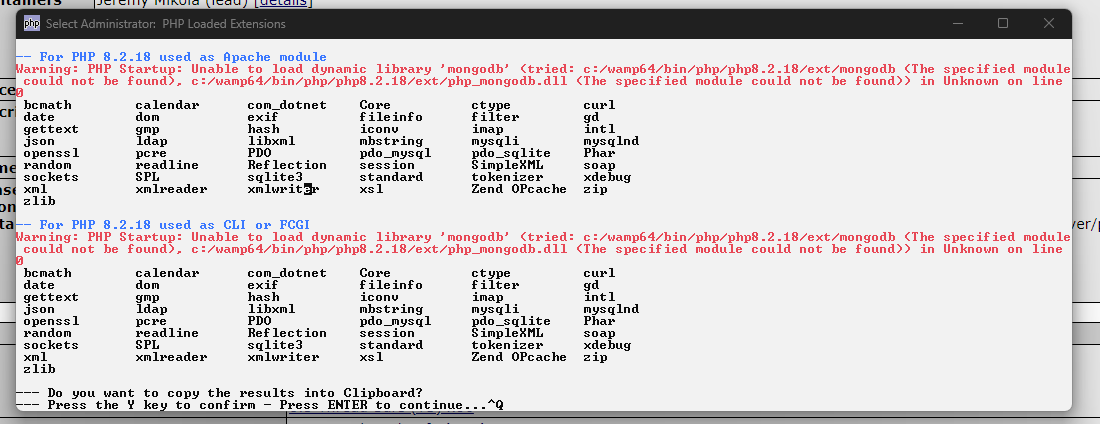 ntainers
Jeremy Mikola (lead) [details]
php Select Administrator: PHP Loaded Extensions
-- For PHP 8.2.18 used as Apache module
Warning: PHP Startup: Unable to load dynamic library 'mongodb' (tried: c:/wamp64/bin/php/php8.2.18/ext/mongodb (The specified module
could not be found), c:/wamp64/bin/php/php8.2.18/ext/php_mongodb.dll (The specified module could not be found)) in Unknown on line
0
bcmath calendar com_dotnet Core ctype curl
date dom exif fileinfo filter gd
gettext gmp hash iconv imap intl
json ldap libxml mbstring mysqli mysqlnd
openssl pcre PDO pdo_mysql pdo_sqlite Phar
random readline Reflection session SimpleXML soap
sockets SPL sqlite3 standard tokenizer xdebug
xml xmlreader xmlwriter xsl Zend OPcache zip
zlib
-- For PHP 8.2.18 used as CLI or FCGI
Warning: PHP Startup: Unable to load dynamic library 'mongodb' (tried: c:/wamp64/bin/php/php8.2.18/ext/mongodb (The specified module
could not be found), c:/wamp64/bin/php/php8.2.18/ext/php_mongodb.dll (The specified module could not be found)) in Unknown on line
0
bcmath calendar com_dotnet Core ctype curl
date dom exif fileinfo filter gd
gettext gmp hash iconv imap intl
json ldap libxml mbstring mysqli mysqlnd
openssl pcre PDO pdo_mysql pdo_sqlite Phar
random readline Reflection session SimpleXML soap
sockets SPL sqlite3 standard tokenizer xdebug
xml xmlreader xmlwriter xsl Zend OPcache zip
zlib
--- Do you want to copy the results into Clipboard?
--- Press the Y key to confirm - Press ENTER to continue...^Q